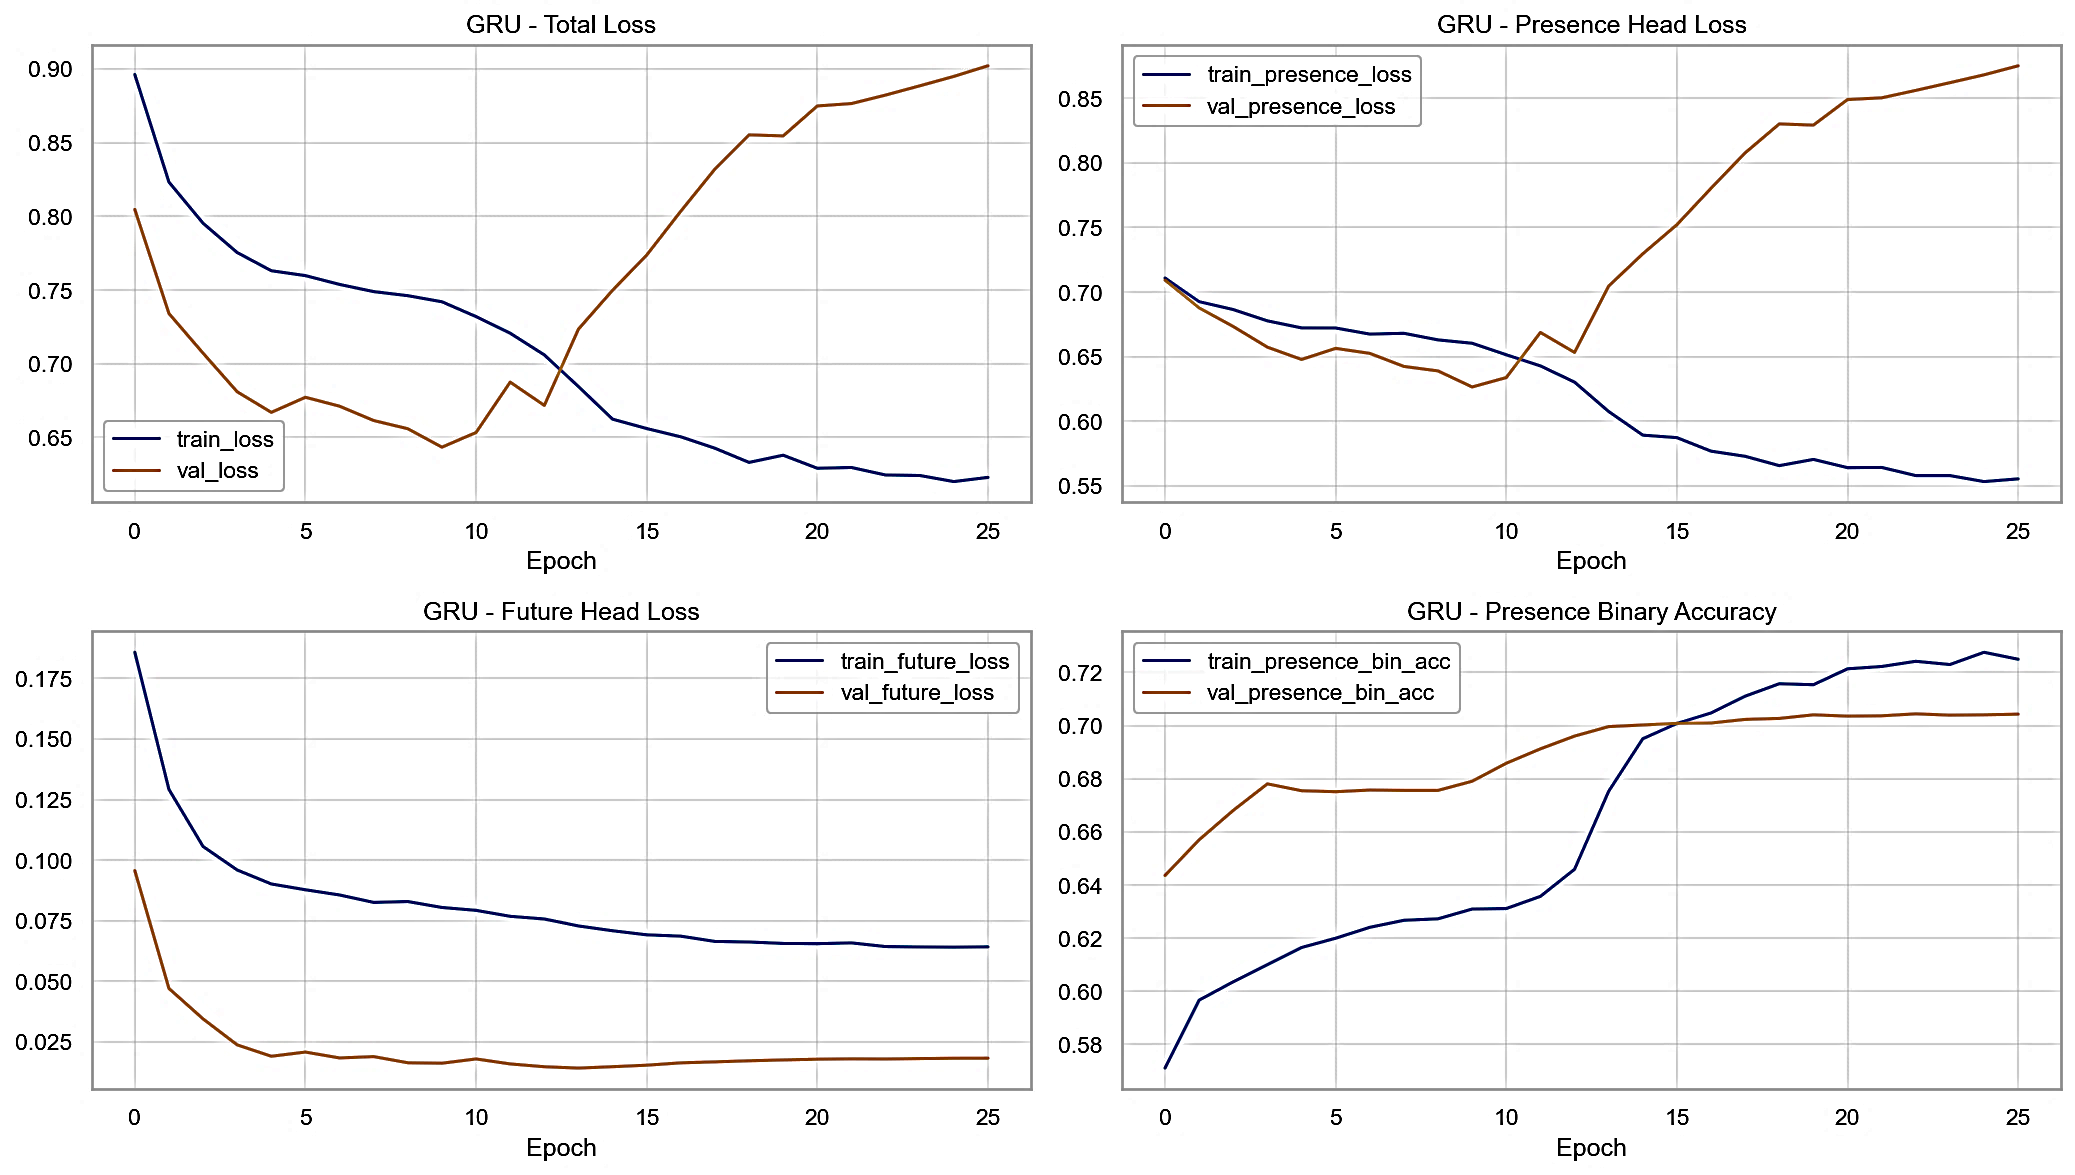 GRU - Total Loss
0.90
0.85
0.80
0.75
0.70
0.65
train_loss
val_loss
0 5 10 15 20 25
Epoch
GRU - Presence Head Loss
train_presence_loss
val_presence_loss
0.85
0.80
0.75
0.70
0.65
0.60
0.55
0 5 10 15 20 25
Epoch
GRU - Future Head Loss
train_future_loss
val_future_loss
0.175
0.150
0.125
0.100
0.075
0.050
0.025
0 5 10 15 20 25
Epoch
GRU - Presence Binary Accuracy
train_presence_bin_acc
val_presence_bin_acc
0.72
0.70
0.68
0.66
0.64
0.62
0.60
0.58
0 5 10 15 20 25
Epoch